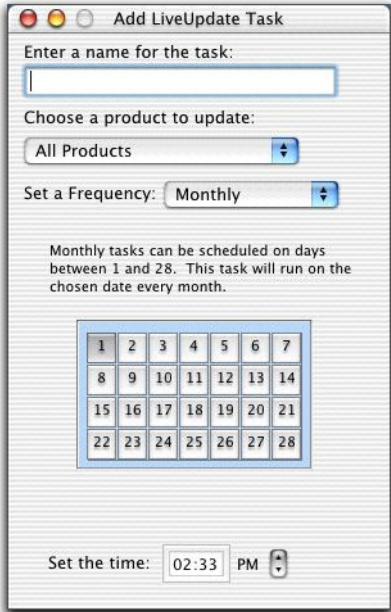 Add LiveUpdate Task
Enter a name for the task:
Choose a product to update:
All Products
Set a Frequency: Monthly
Monthly tasks can be scheduled on days
between 1 and 28. This task will run on the
chosen date every month.
1 2 3 4 5 6 7
8 9 10 11 12 13 14
15 16 17 18 19 20 21
22 23 24 25 26 27 28
Set the time: 02:33 PM